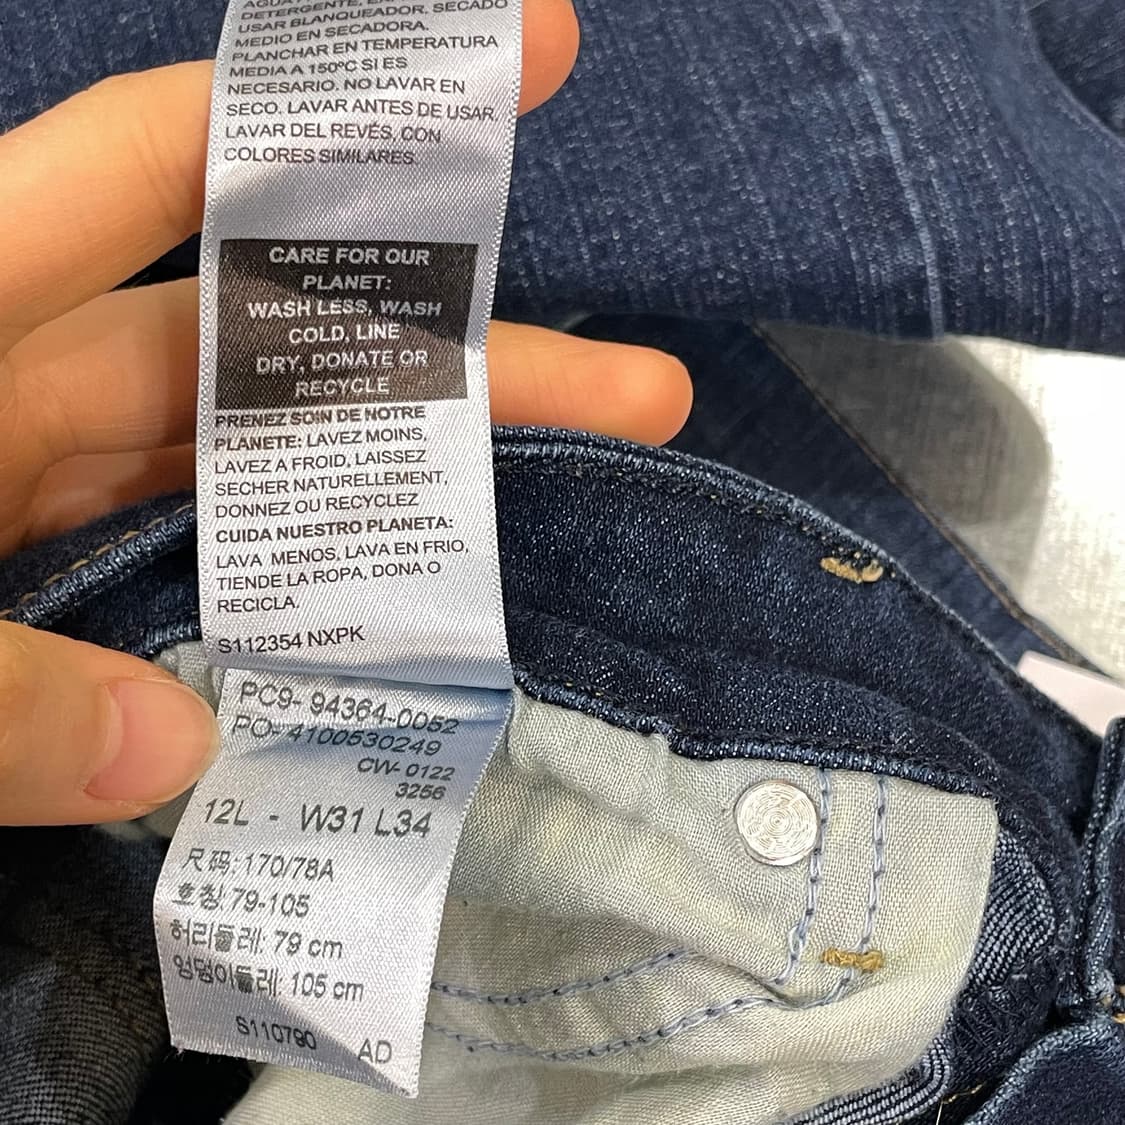 DETERGENTE,
USAR BLANQUEADOR, SECADO
MEDIO EN SECADORA.
PLANCHAR EN TEMPERATURA
MEDIA A 150ºC SI ES
NECESARIO. NO LAVAR EN
SECO. LAVAR ANTES DE USAR.
LAVAR DEL REVÉS, CON
COLORES SIMILARES
CARE FOR OUR
PLANET:
WASH LESS, WASH
COLD, LINE
DRY, DONATE OR
RECYCLE
PRENEZ SOIN DE NOTRE
PLANETE: LAVEZ MOINS,
LAVEZ A FROID, LAISSEZ
SECHER NATURELLEMENT,
DONNEZ OU RECYCLEZ
CUIDA NUESTRO PLANETA:
LAVA MENOS, LAVA EN FRIO,
TIENDE LA ROPA, DONA O
RECICLA.
S112354 NXPK
PC9- 94364-0052
PO- 4100530249
CW- 0122
3256
12L - W31 L34
尺码: 170/78A
호칭 79-105
허리둘레: 79 cm
엉덩이둘레: 105 cm
S110790 AD